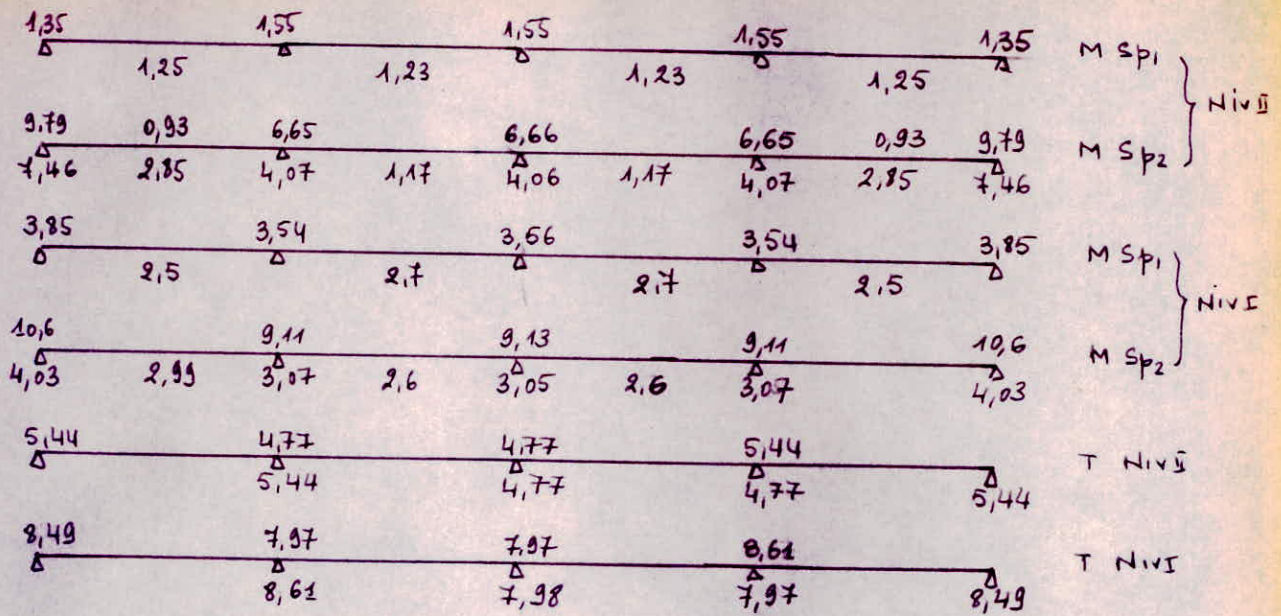 1,35 1,55 1,55 1,55 1,35 M Sp1
1,25 1,23 1,23 1,25
Niv II
9,79 0,93 6,65 6,66 6,65 0,93 9,79 M Sp2
7,46 2,85 4,07 1,17 4,06 1,17 4,07 2,85 7,46
3,85 3,54 3,56 3,54 3,85 M Sp1
2,5 2,7 2,7 2,5
Niv I
10,6 9,11 9,13 9,11 10,6 M Sp2
4,03 2,99 3,07 2,6 3,05 2,6 3,07 4,03
5,44 4,77 4,77 5,44 T Niv II
5,44 4,77 4,77 5,44
8,49 7,97 7,97 8,61 T Niv I
8,61 7,98 7,97 8,49